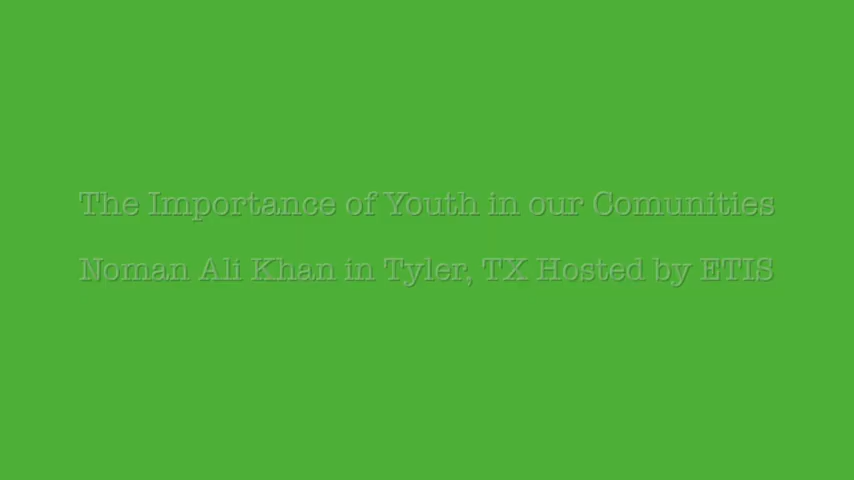 The Importance of Youth in our Comunities
Noman Ali Khan in Tyler, TX Hosted by ETIS